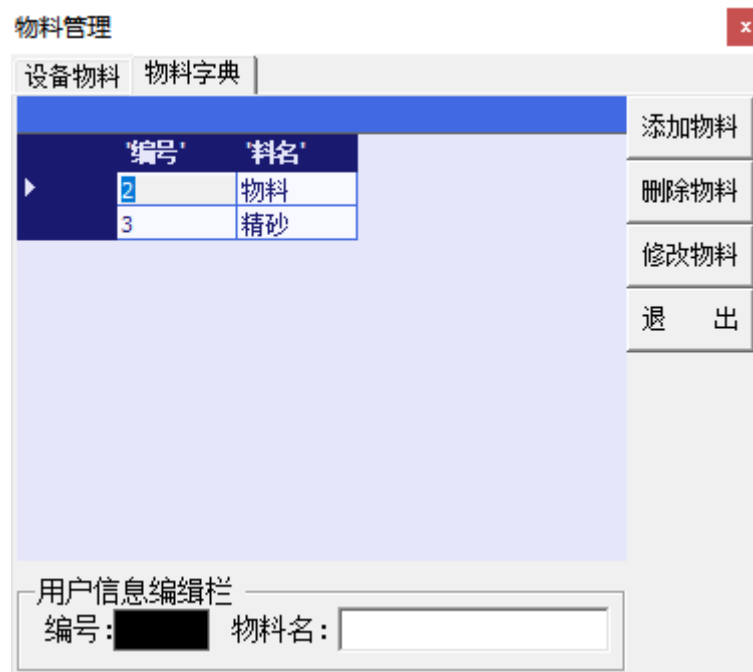 物料管理
x
设备物料 物料字典
添加物料
'编号' '料名'
2 物料
3 精砂
删除物料
修改物料
退 出
用户信息编缉栏
编号: 物料名: